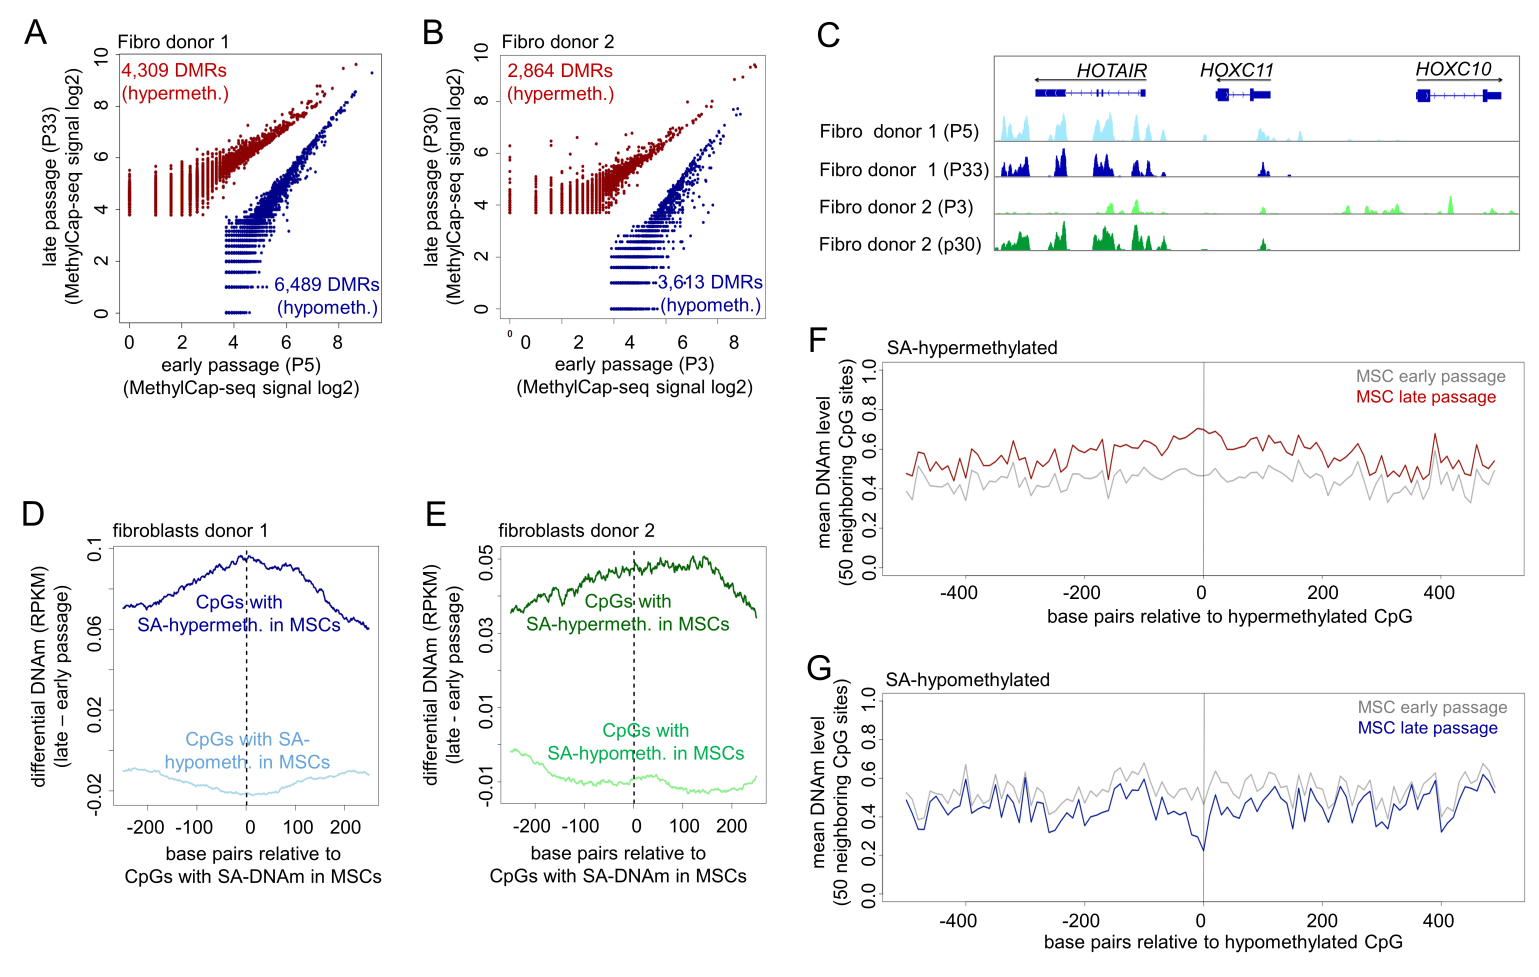 A
Fibro donor 1
4,309 DMRs
(hypermeth.)
6,489 DMRs
(hypometh.)
late passage (P33)
(MethylCap-seq signal log2)
10
8
6
4
2
0
0 2 4 6 8
early passage (P5)
(MethylCap-seq signal log2)
B
Fibro donor 2
2,864 DMRs
(hypermeth.)
3,613 DMRs
(hypometh.)
late passage (P30)
(MethylCap-seq signal log2)
10
8
6
4
2
0
0
0 2 4 6 8
early passage (P3)
(MethylCap-seq signal log2)
C
HOTAIR HOXC11 HOXC10
Fibro donor 1 (P5)
Fibro donor 1 (P33)
Fibro donor 2 (P3)
Fibro donor 2 (p30)
D
fibroblasts donor 1
differential DNAm (RPKM)
(late – early passage)
0.1
0.06
0.02
-0.02
CpGs with
SA-hypermeth. in MSCs
CpGs with SA-
hypometh. in MSCs
-200 -100 0 100 200
base pairs relative to
CpGs with SA-DNAm in MSCs
E
fibroblasts donor 2
differential DNAm (RPKM)
(late - early passage)
0.05
0.03
0.01
-0.01
CpGs with
SA-hypermeth. in MSCs
CpGs with
SA-hypometh. in MSCs
-200 -100 0 100 200
base pairs relative to
CpGs with SA-DNAm in MSCs
F
SA-hypermethylated
MSC early passage
MSC late passage
mean DNAm level
(50 neighboring CpG sites)
1.0
0.8
0.6
0.4
0.2
0.0
-400 -200 0 200 400
base pairs relative to hypermethylated CpG
G
SA-hypomethylated
MSC early passage
MSC late passage
mean DNAm level
(50 neighboring CpG sites)
1.0
0.8
0.6
0.4
0.2
0.0
-400 -200 0 200 400
base pairs relative to hypomethylated CpG